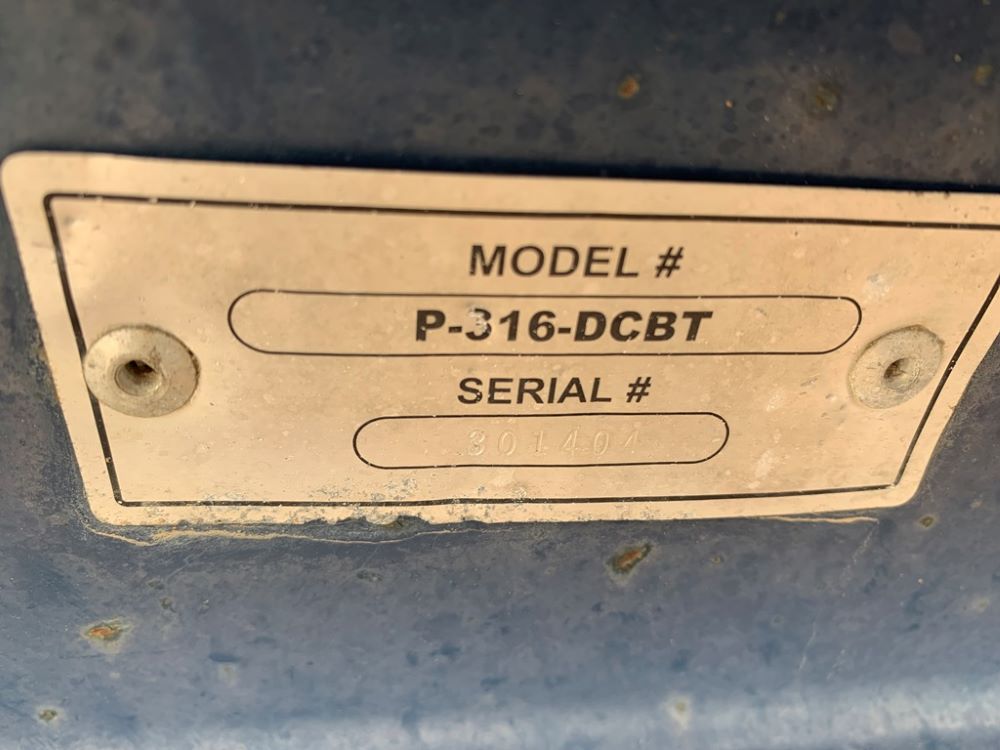 MODEL #
P-316-DCBT
SERIAL #
301404